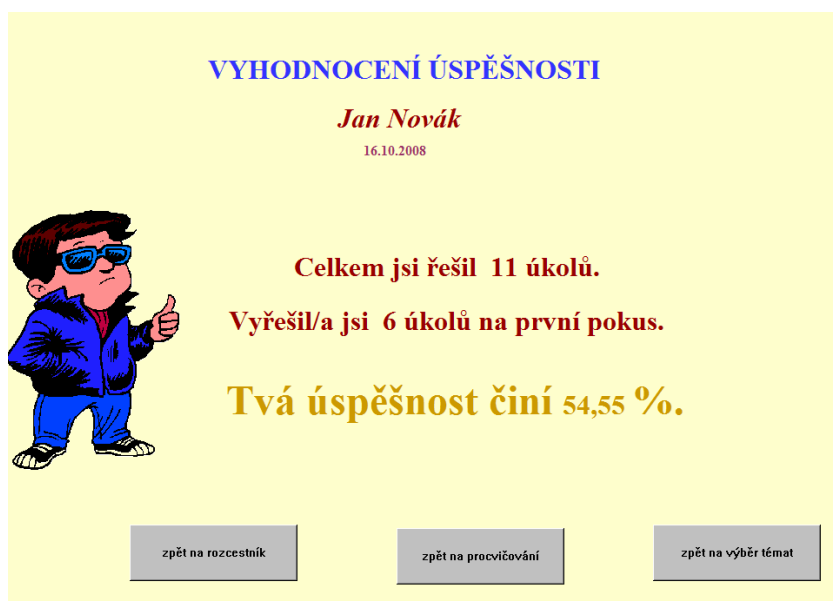 VYHODNOCENÍ ÚSPĚŠNOSTI
Jan Novák
16.10.2008
Celkem jsi řešil 11 úkolů.
Vyřešil/a jsi 6 úkolů na první pokus.
Tvá úspěšnost činí 54,55 %.
zpět na rozcestník
zpět na procvičování
zpět na výběr témat